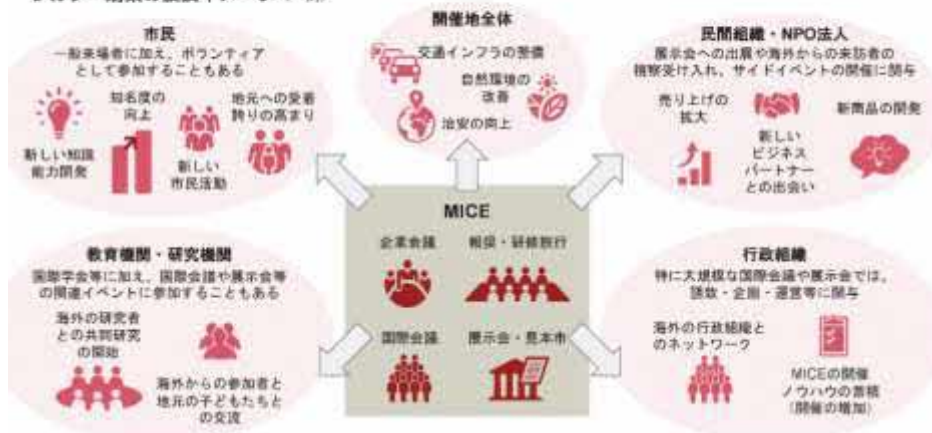 市民
一般来場者に加え、ボランティア
として参加することもある
知名度の
向上
地元への愛着
誇りの高まり
新しい知識
能力開発
新しい
市民活動
開催地全体
交通インフラの整備
自然環境の
改善
治安の向上
民間組織・NPO法人
展示会への出展や海外からの来訪者の
視察受け入れ、サイドイベントの開催に関与
売り上げの
拡大
新商品の開発
新しい
ビジネス
パートナー
との出会い
MICE
企業会議
報奨・研修旅行
国際会議
展示会・見本市
教育機関・研究機関
国際学会等に加え、国際会議や展示会等
の関連イベントに参加することもある
海外の研究者
との共同研究
の開始
海外からの参加者と
地元の子どもたちと
の交流
行政組織
特に大規模な国際会議や展示会では、
誘致・企画・運営等に関与
海外の行政組織と
のネットワーク
MICEの開催
ノウハウの蓄積
(開催の増加)